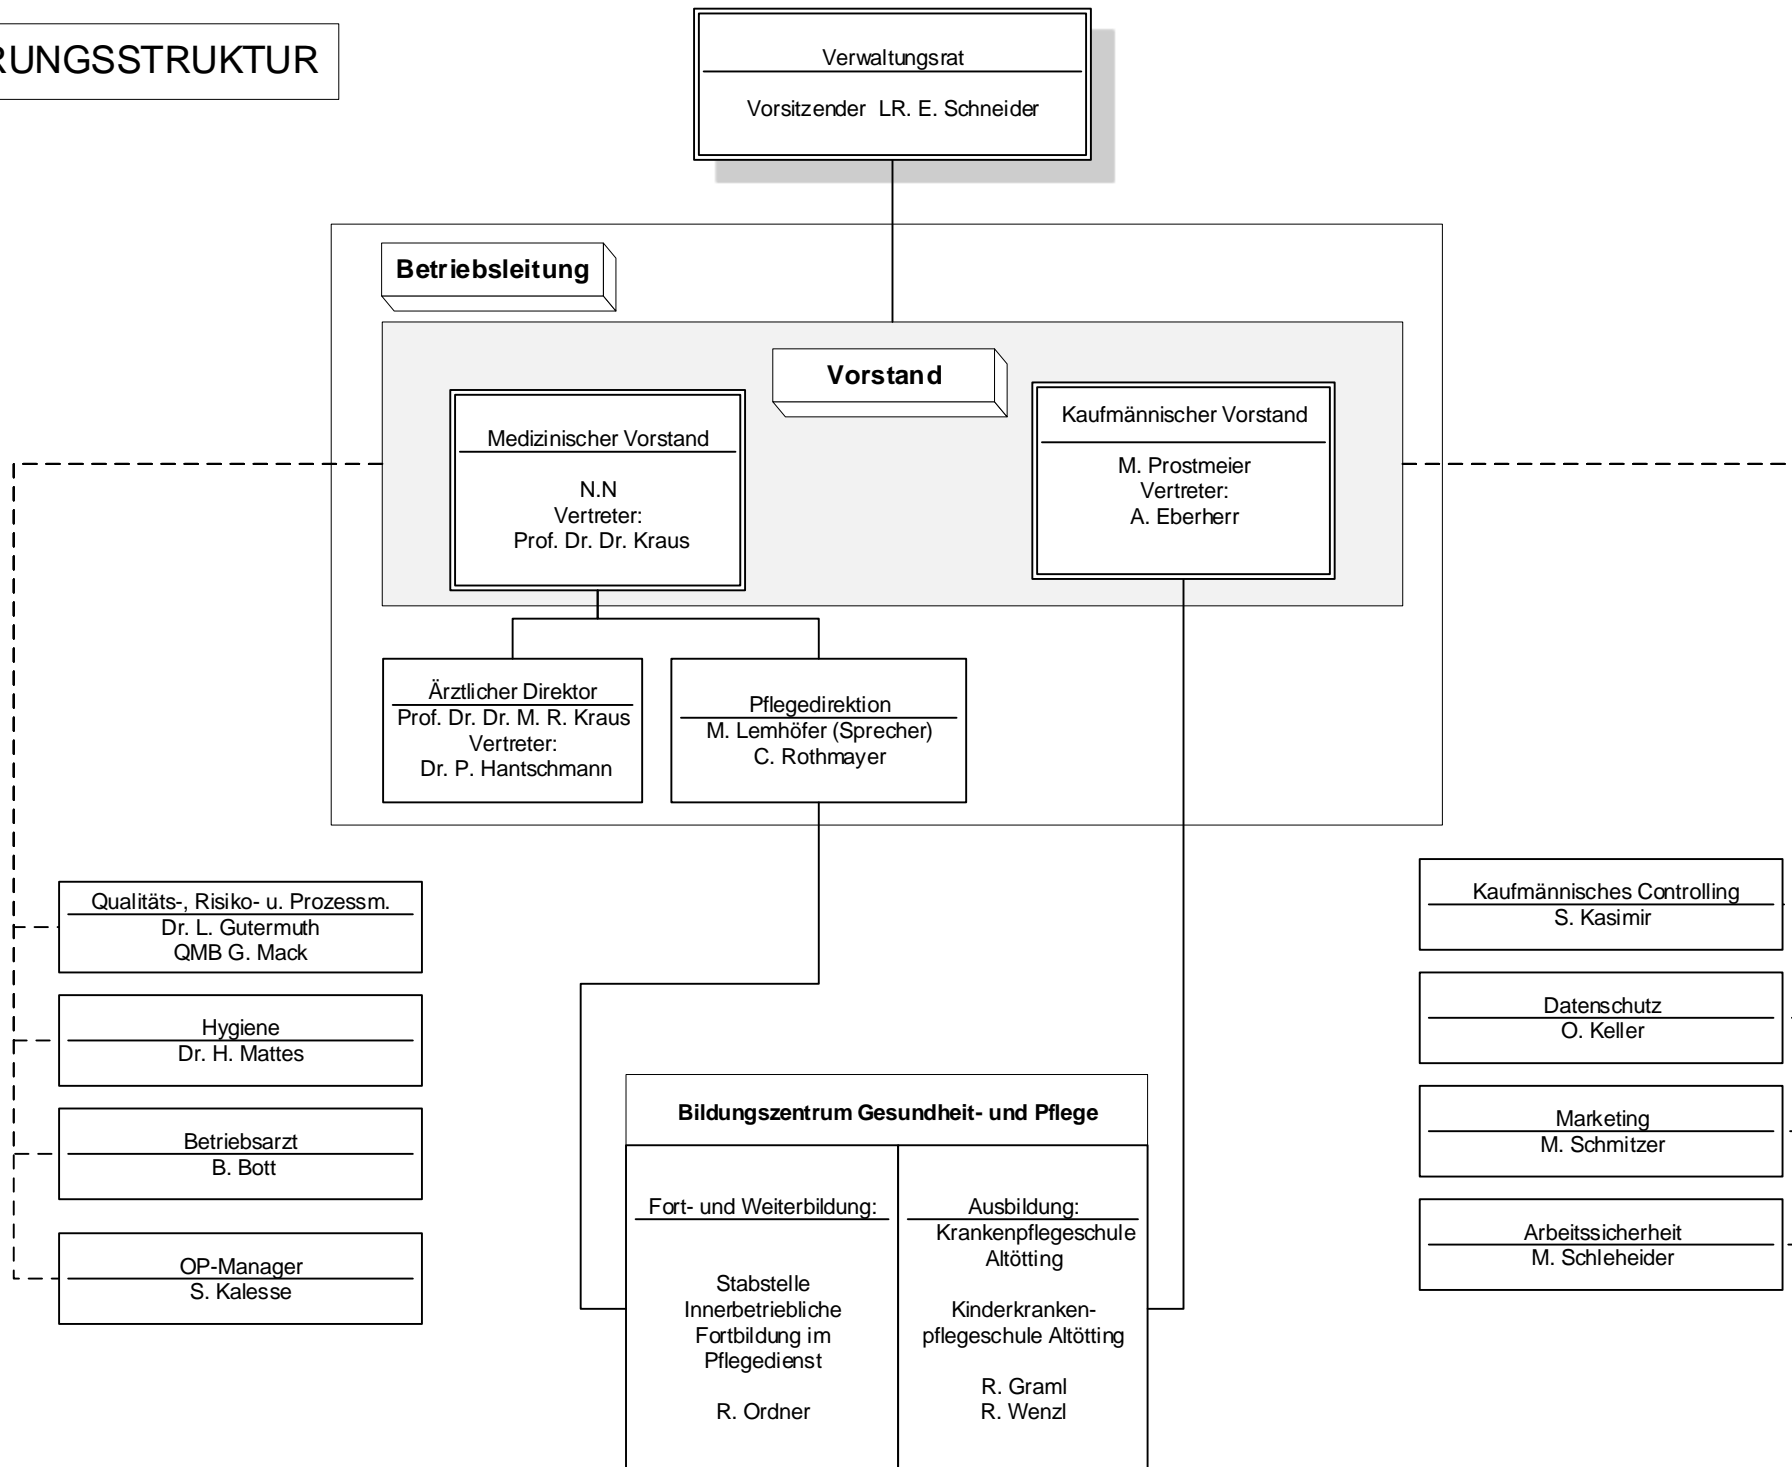 RUNGSSTRUKTUR
Verwaltungsrat
Vorsitzender LR. E. Schneider
Betriebsleitung
Vorstand
Medizinischer Vorstand
N.N
Vertreter:
Prof. Dr. Dr. Kraus
Kaufmännischer Vorstand
M. Prostmeier
Vertreter:
A. Eberherr
Ärztlicher Direktor
Prof. Dr. Dr. M. R. Kraus
Vertreter:
Dr. P. Hantschmann
Pflegedirektion
M. Lemhöfer (Sprecher)
C. Rothmayer
Qualitäts-, Risiko- u. Prozessm.
Dr. L. Gutermuth
QMB G. Mack
Hygiene
Dr. H. Mattes
Betriebsarzt
B. Bott
OP-Manager
S. Kalesse
Kaufmännisches Controlling
S. Kasimir
Datenschutz
O. Keller
Marketing
M. Schmitzer
Arbeitssicherheit
M. Schleheider
Bildungszentrum Gesundheit- und Pflege
Fort- und Weiterbildung:
Stabstelle
Innerbetriebliche
Fortbildung im
Pflegedienst
R. Ordner
Ausbildung:
Krankenpflegeschule
Altötting
Kinderkranken-
pflegeschule Altötting
R. Graml
R. Wenzl